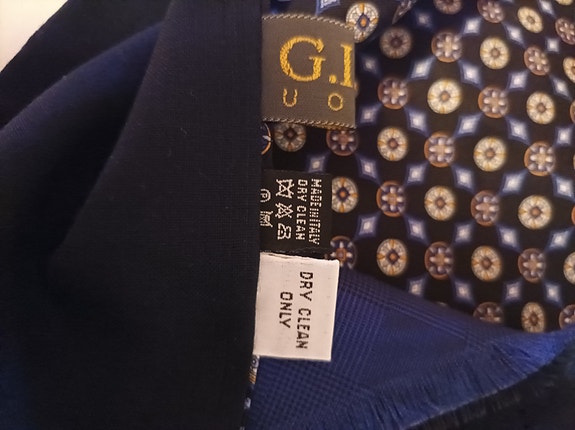 G.I
U O
MADE IN ITALY
DRY CLEAN
DRY CLEAN
ONLY